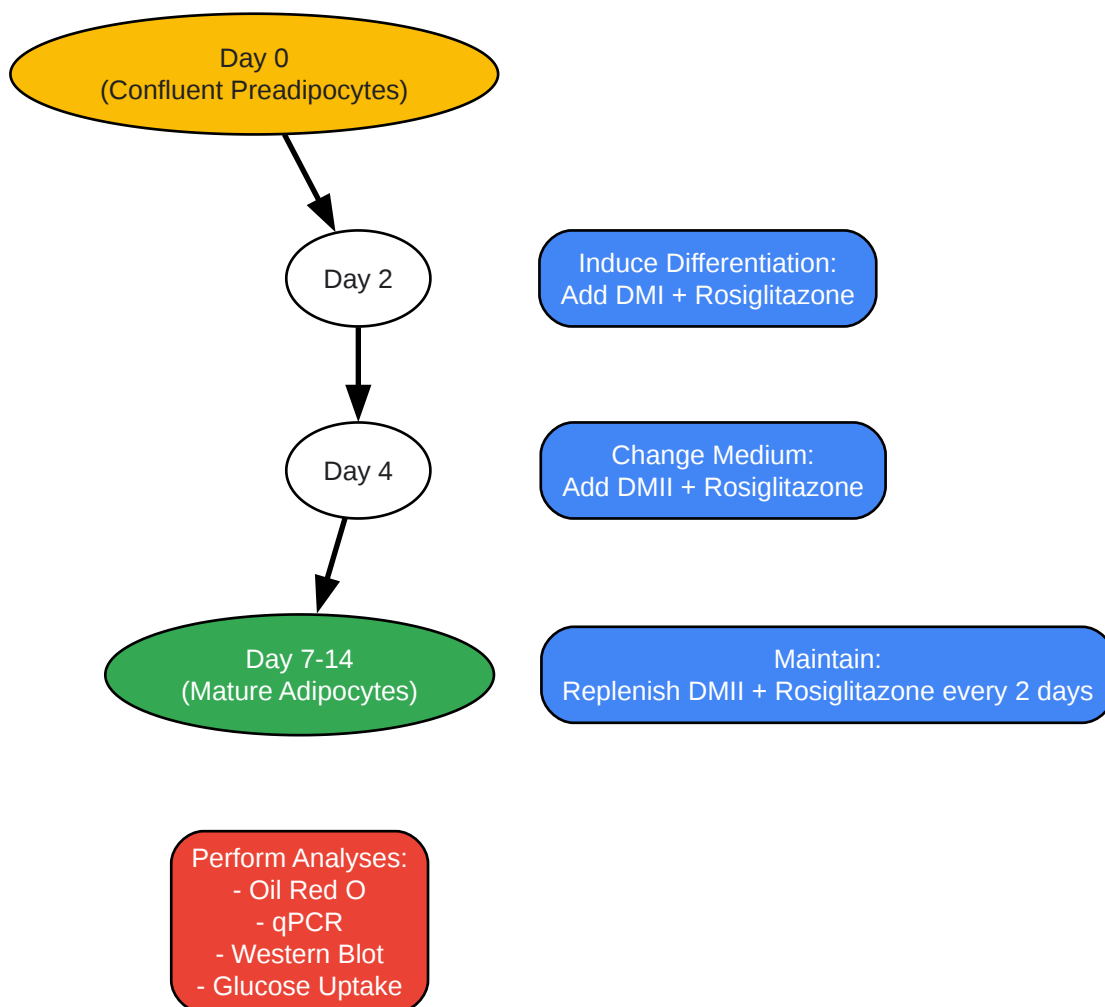 Day 0
(Confluent Preadipocytes)
Day 2
Induce Differentiation:
Add DMI + Rosiglitazone
Day 4
Change Medium:
Add DMII + Rosiglitazone
Day 7-14
(Mature Adipocytes)
Maintain:
Replenish DMII + Rosiglitazone every 2 days
Perform Analyses:
- Oil Red O
- qPCR
- Western Blot
- Glucose Uptake